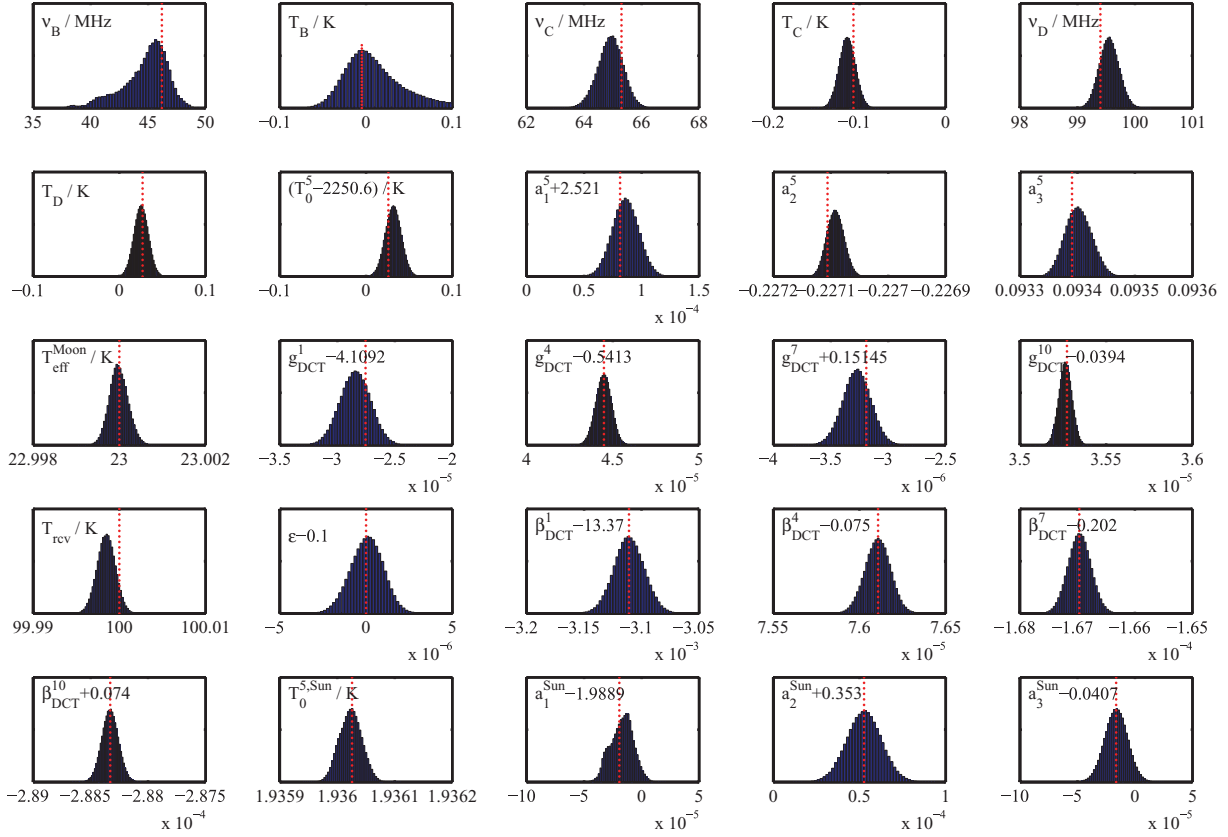 ν_B / MHz T_B / K ν_C / MHz T_C / K ν_D / MHz
35 40 45 50 −0.1 0 0.1 62 64 66 68 −0.2 −0.1 0 98 99 100 101
T_D / K (T_0^5−2250.6) / K a_1^5+2.521 a_2^5 a_3^5
−0.1 0 0.1 −0.1 0 0.1 0 0.5 1 1.5 −0.2272 −0.2271 −0.227 −0.2269 0.0933 0.0934 0.0935 0.0936
x 10^−4
T_eff^Moon / K g_DCT^1−4.1092 g_DCT^4−0.5413 g_DCT^7+0.15145 g_DCT^10−0.0394
22.998 23 23.002 −3.5 −3 −2.5 −2 4 4.5 5 −4 −3.5 −3 −2.5 3.5 3.55 3.6
x 10^−5 x 10^−5 x 10^−6 x 10^−5
T_rcv / K ε−0.1 β_DCT^1−13.37 β_DCT^4−0.075 β_DCT^7−0.202
99.99 100 100.01 −5 0 5 −3.2 −3.15 −3.1 −3.05 7.55 7.6 7.65 −1.68 −1.67 −1.66 −1.65
x 10^−6 x 10^−3 x 10^−5 x 10^−4
β_DCT^10+0.074 T_0^5,Sun / K a_1^Sun−1.9889 a_2^Sun+0.353 a_3^Sun−0.0407
−2.89 −2.885 −2.88 −2.875 1.9359 1.936 1.9361 1.9362 −10 −5 0 5 0 0.5 1 −10 −5 0 5
x 10^−4 x 10^−5 x 10^−4 x 10^−5